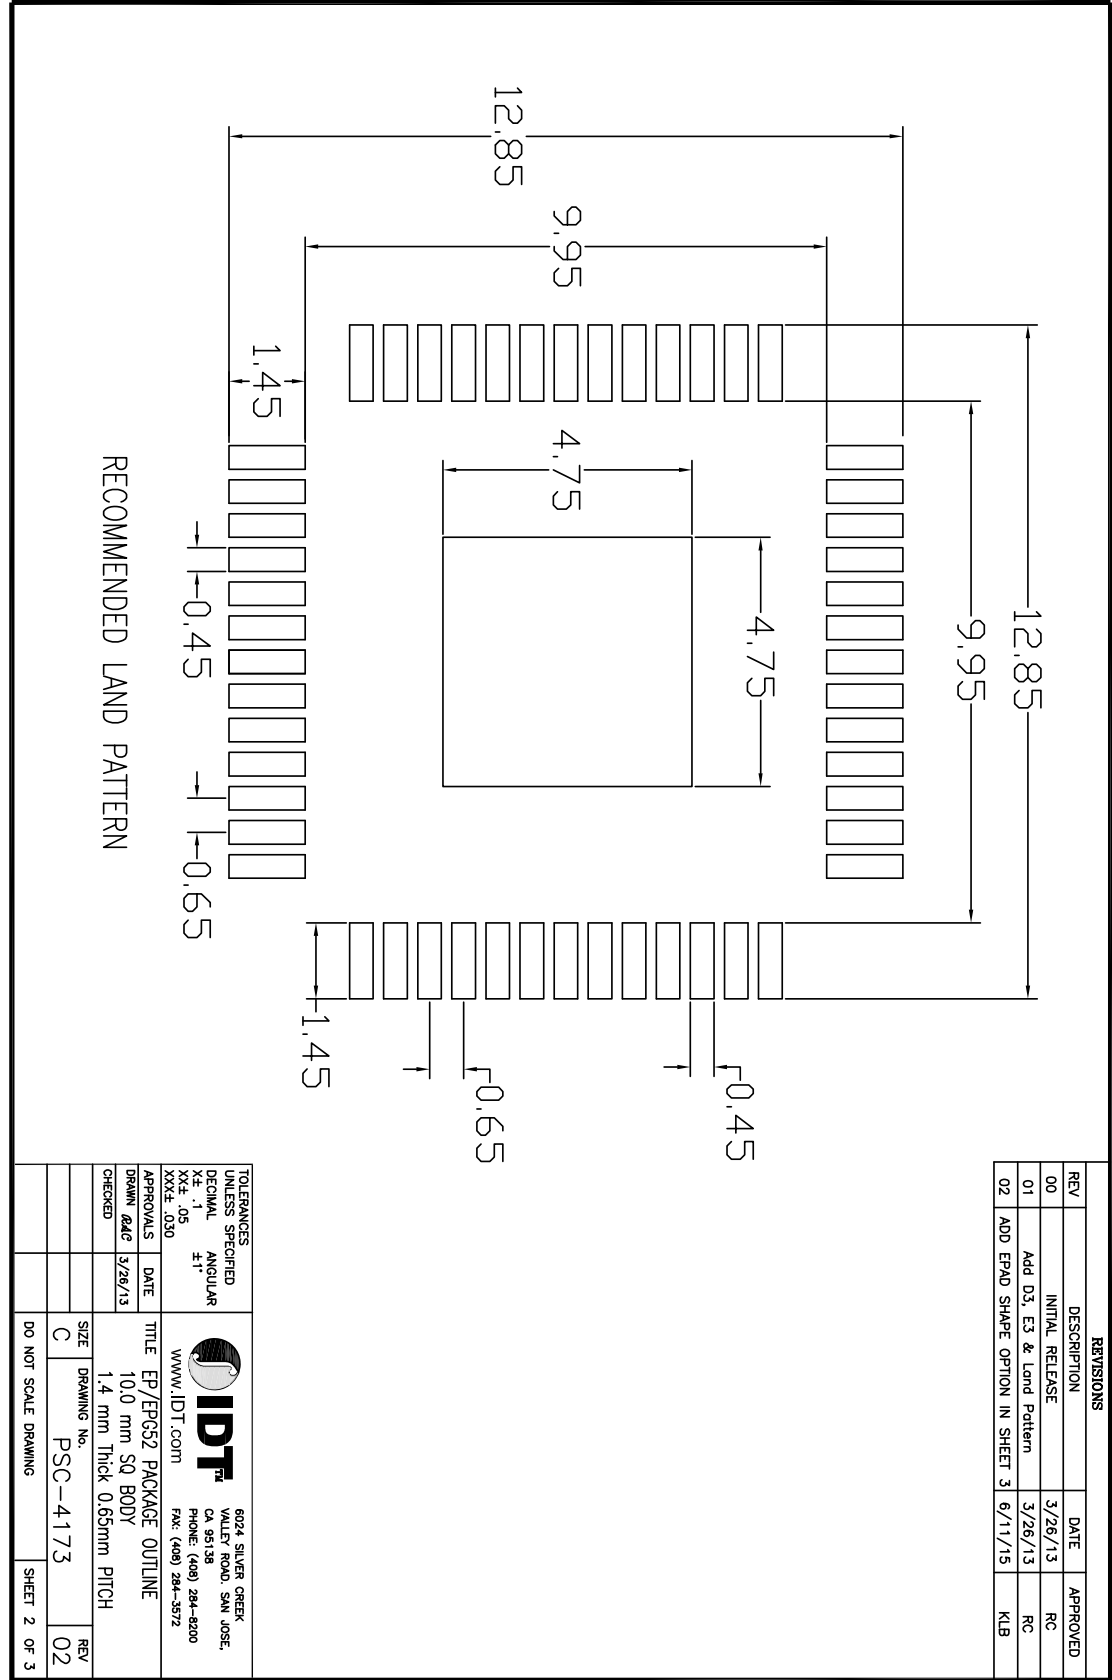 12.85
9.95
12.85
9.95
4.75
4.75
1.45
0.45
0.65
0.45
0.65
1.45
RECOMMENDED LAND PATTERN
REVISIONS
REV DESCRIPTION DATE APPROVED
00 INITIAL RELEASE 3/26/13 RC
01 Add D3, E3 & Land Pattern 3/26/13 RC
02 ADD EPAD SHAPE OPTION IN SHEET 3 6/11/15 KLB
TOLERANCES
UNLESS SPECIFIED
DECIMAL ANGULAR
X± .1 ±1°
XX± .05
XXX± .030
APPROVALS DATE
DRAWN RAC 3/26/13
CHECKED
IDT™
www.IDT.com
6024 SILVER CREEK
VALLEY ROAD. SAN JOSE,
CA 95138
PHONE: (408) 284-8200
FAX: (408) 284-3572
TITLE EP/EPG52 PACKAGE OUTLINE
10.0 mm SQ BODY
1.4 mm Thick 0.65mm PITCH
SIZE DRAWING No. REV
C PSC-4173 02
DO NOT SCALE DRAWING SHEET 2 OF 3